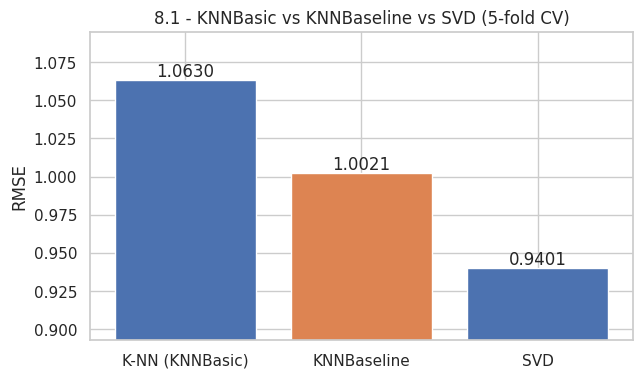 8.1 - KNNBasic vs KNNBaseline vs SVD (5-fold CV)
RMSE
1.075
1.050
1.025
1.000
0.975
0.950
0.925
0.900
1.0630
1.0021
0.9401
K-NN (KNNBasic)
KNNBaseline
SVD